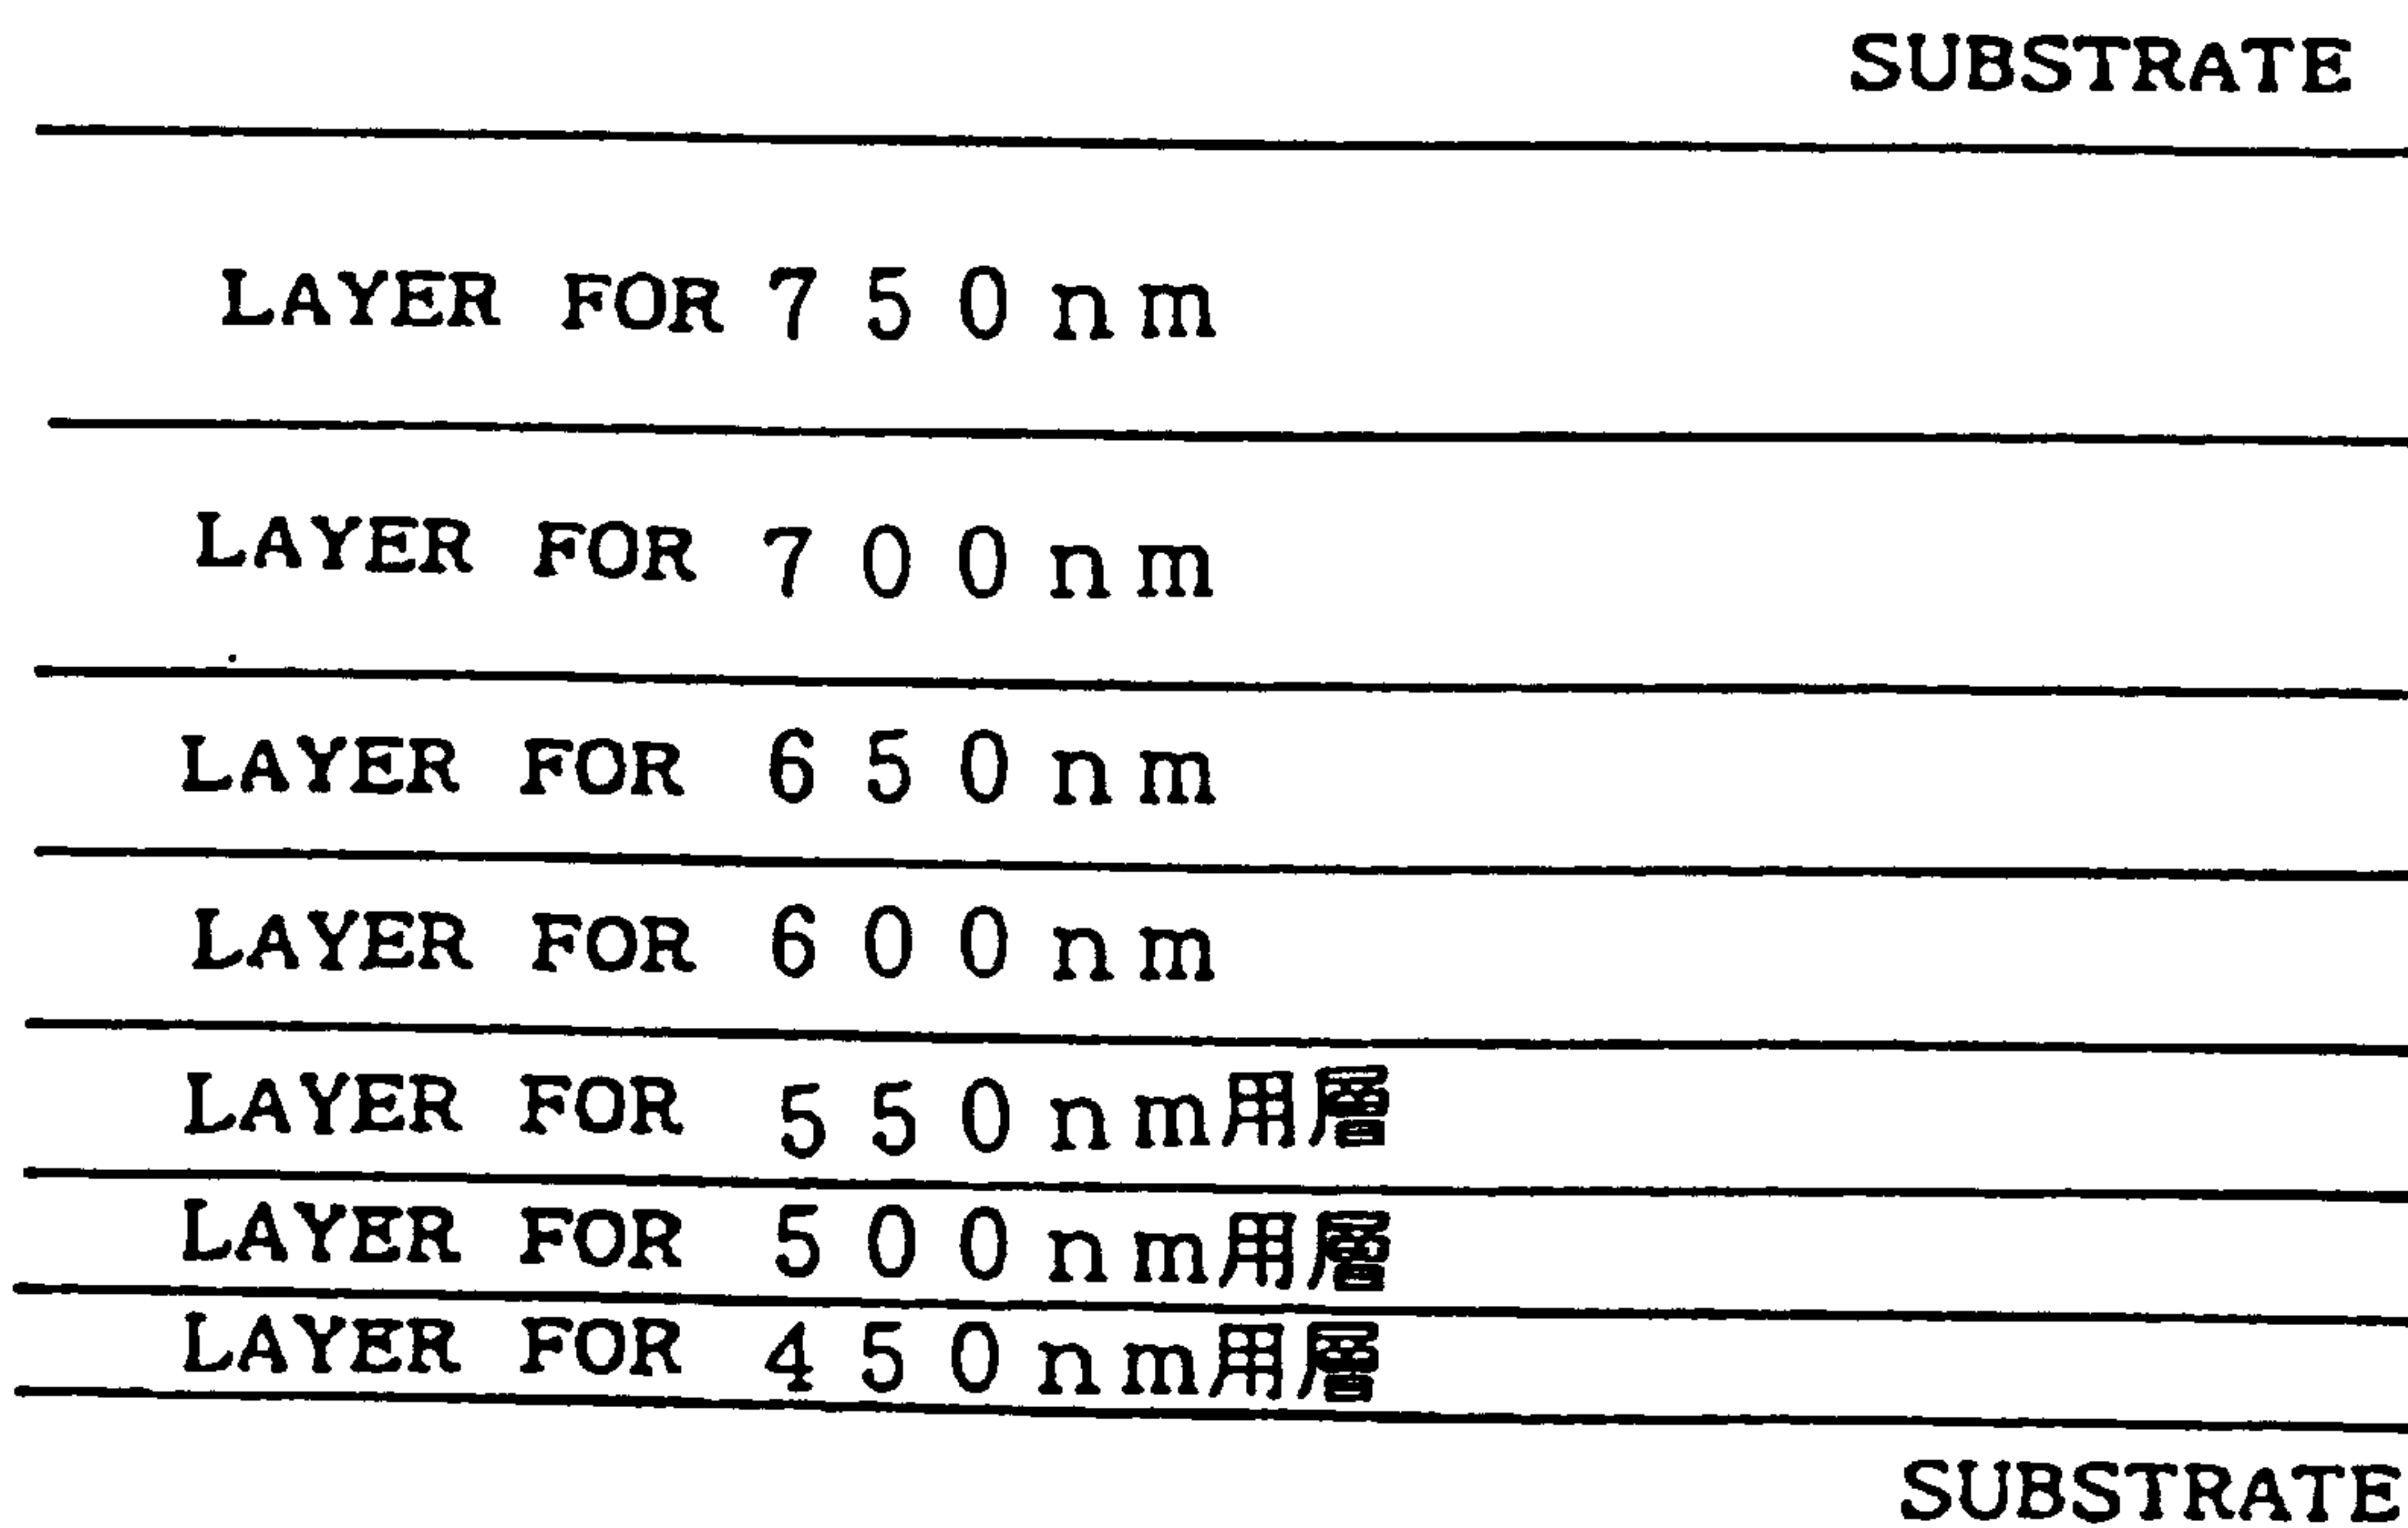 SUBSTRATE
LAYER FOR 750nm
LAYER FOR 700nm
LAYER FOR 650nm
LAYER FOR 600nm
LAYER FOR 550nm用層
LAYER FOR 500nm用層
LAYER FOR 450nm用層
SUBSTRATE